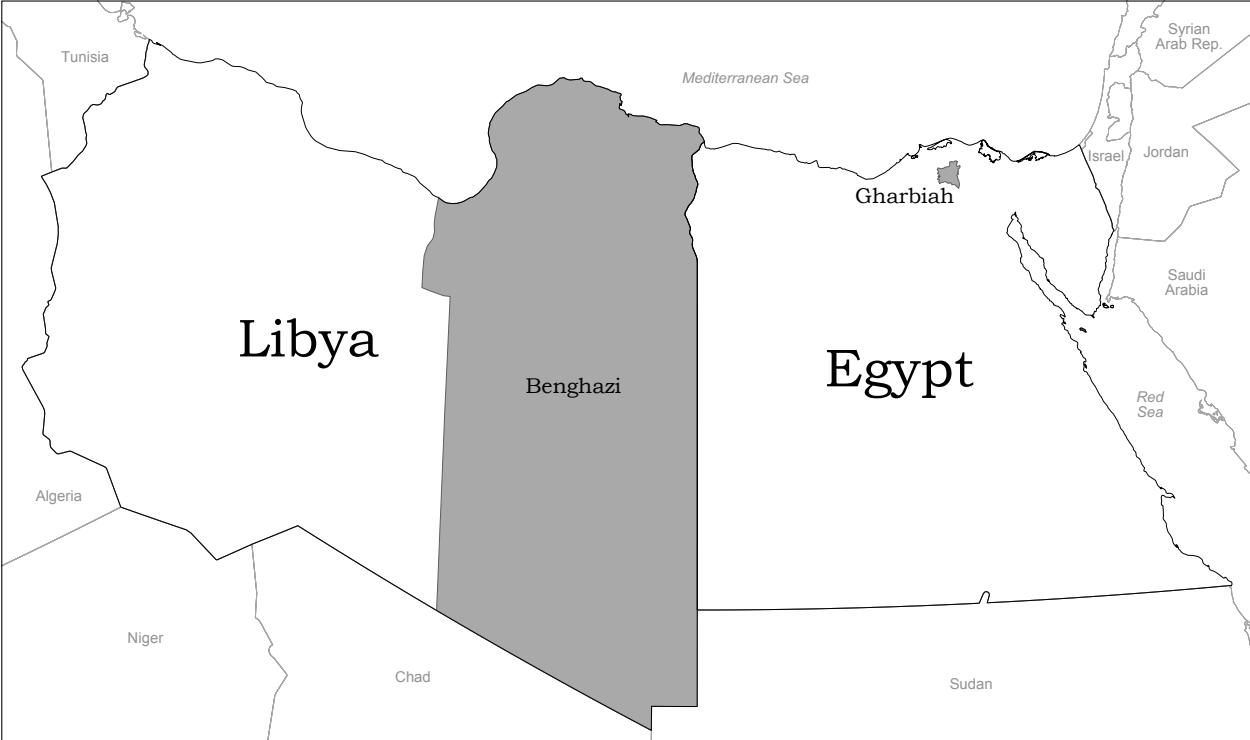 Syrian
Arab Rep.
Tunisia
Mediterranean Sea
Israel
Jordan
Gharbiah
Saudi
Arabia
Libya
Egypt
Benghazi
Red
Sea
Algeria
Niger
Chad
Sudan